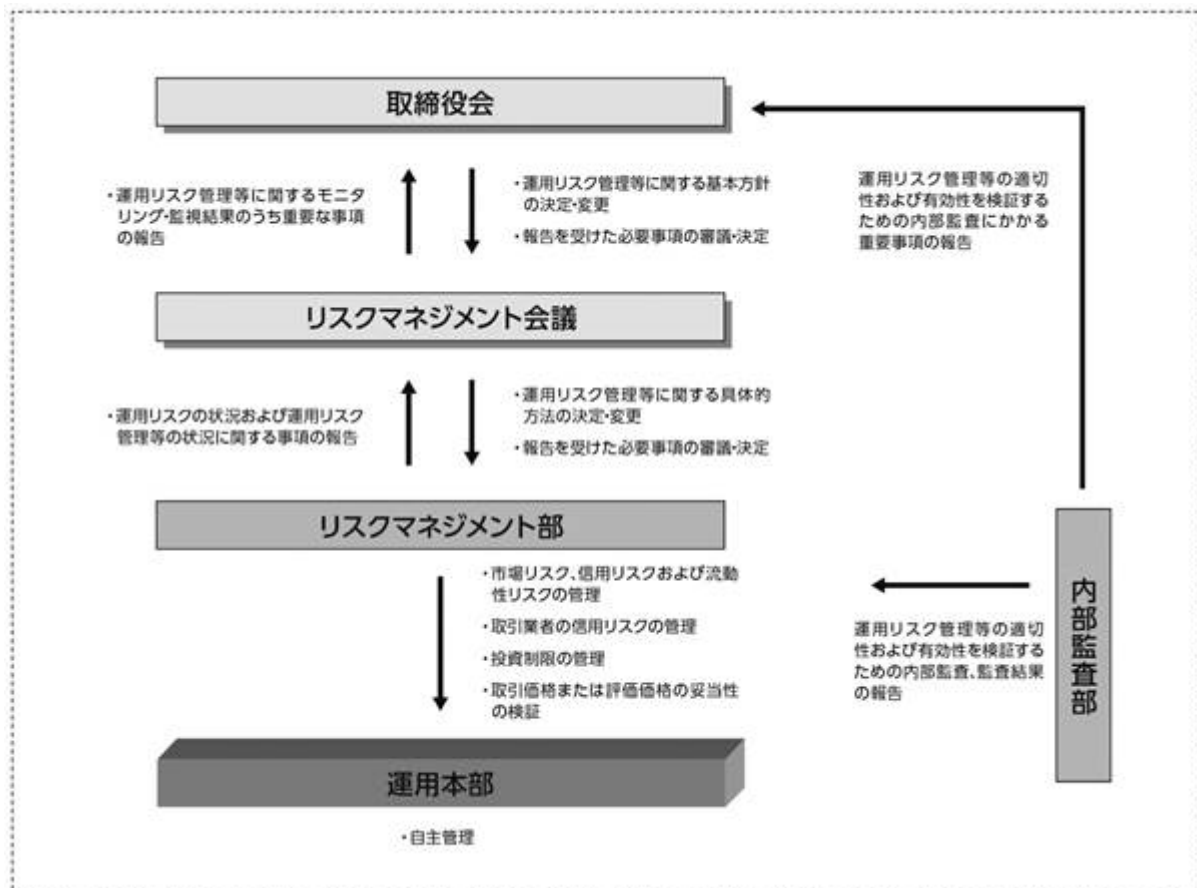 取締役会
・運用リスク管理等に関するモニタ
リング・監視結果のうち重要な事項
の報告
・運用リスク管理等に関する基本方針
の決定・変更
・報告を受けた必要事項の審議・決定
運用リスク管理等の適切
性および有効性を検証する
ための内部監査にかかる
重要事項の報告
リスクマネジメント会議
・運用リスクの状況および運用リスク
管理等の状況に関する事項の報告
・運用リスク管理等に関する具体的
方法の決定・変更
・報告を受けた必要事項の審議・決定
リスクマネジメント部
・市場リスク、信用リスクおよび流動
性リスクの管理
・取引業者の信用リスクの管理
・投資制限の管理
・取引価格または評価価格の妥当性
の検証
運用リスク管理等の適切
性および有効性を検証する
ための内部監査、監査結果
の報告
内部監査部
運用本部
・自主管理